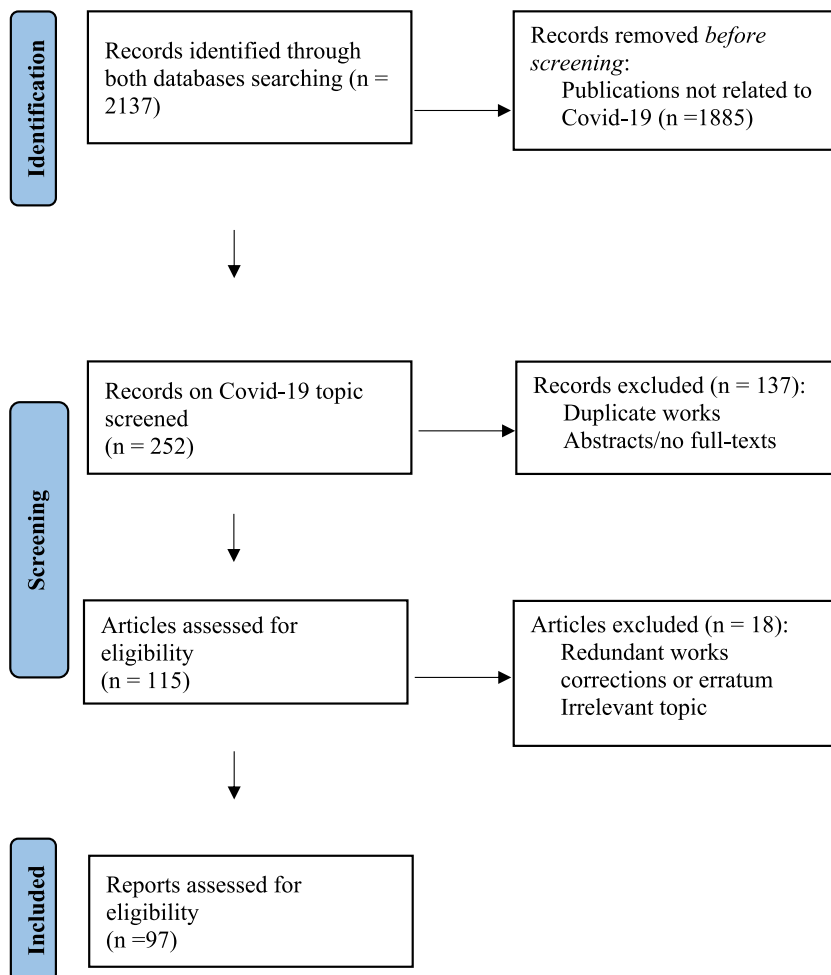 Identification
Records identified through
both databases searching (n =
2137)
Records removed before
screening:
Publications not related to
Covid-19 (n =1885)
Screening
Records on Covid-19 topic
screened
(n = 252)
Records excluded (n = 137):
Duplicate works
Abstracts/no full-texts
Articles assessed for
eligibility
(n = 115)
Articles excluded (n = 18):
Redundant works
corrections or erratum
Irrelevant topic
Included
Reports assessed for
eligibility
(n =97)